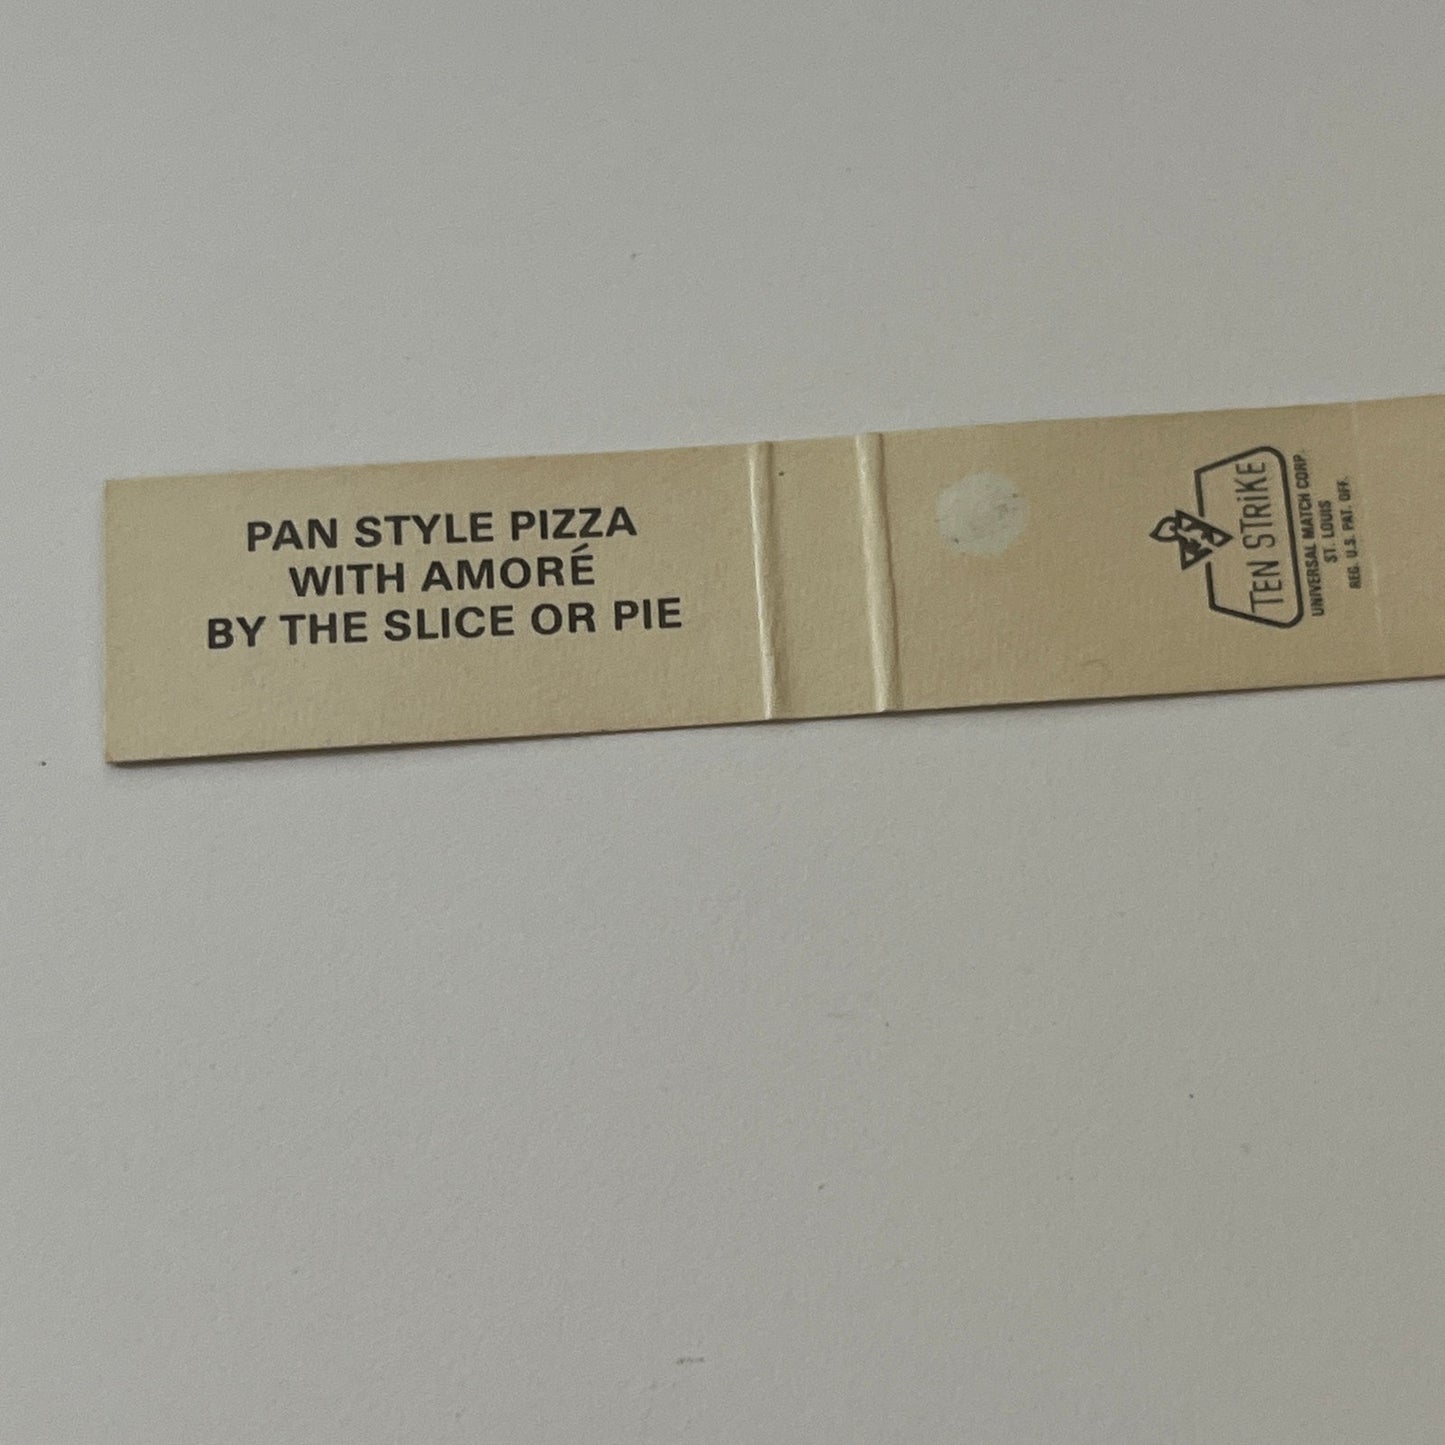 PAN STYLE PIZZA
WITH AMORÉ
BY THE SLICE OR PIE
TEN STRiKE
UNIVERSAL MATCH CORP.
ST. LOUIS
REG. U.S. PAT. OFF.